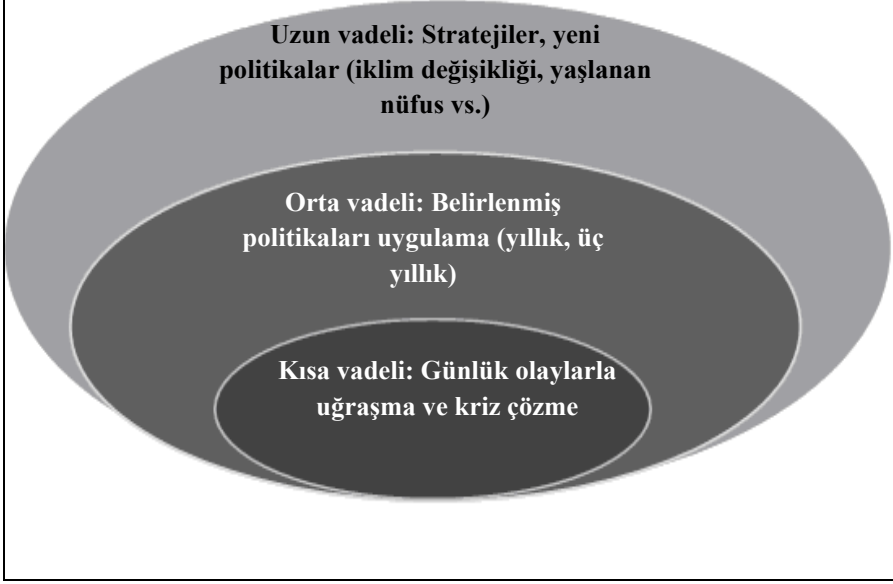 Uzun vadeli: Stratejiler, yeni
politikalar (iklim değişikliği, yaşlanan
nüfus vs.)
Orta vadeli: Belirlenmiş
politikaları uygulama (yıllık, üç
yıllık)
Kısa vadeli: Günlük olaylarla
uğraşma ve kriz çözme